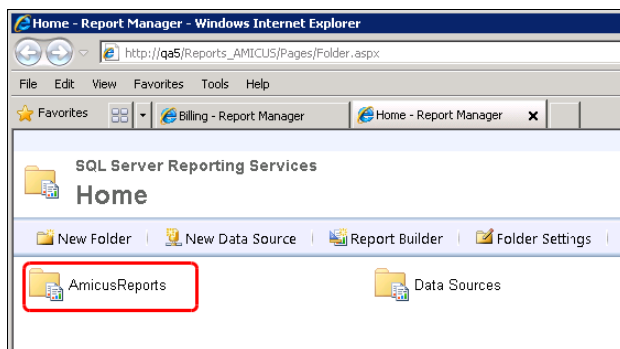 Home - Report Manager - Windows Internet Explorer
http://qa5/Reports_AMICUS/Pages/Folder.aspx
File Edit View Favorites Tools Help
Favorites Billing - Report Manager Home - Report Manager
SQL Server Reporting Services
Home
New Folder New Data Source Report Builder Folder Settings
AmicusReports Data Sources